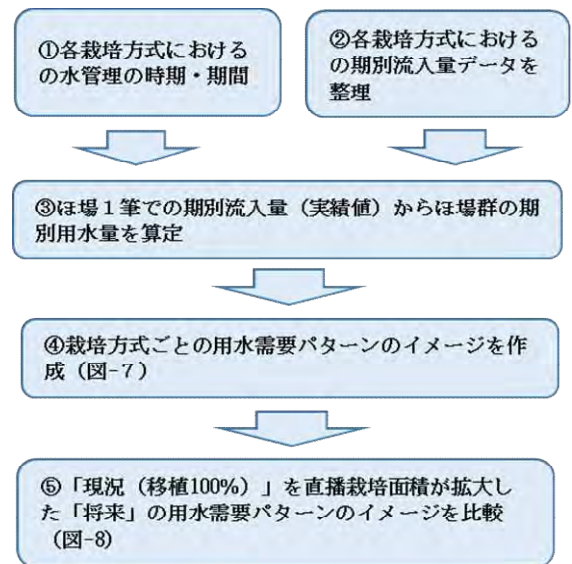 ①各栽培方式における
の水管理の時期・期間
②各栽培方式における
の期別流入量データを
整理
③ほ場１筆での期別流入量（実績値）からほ場群の期
別用水量を算定
④栽培方式ごとの用水需要パターンのイメージを作
成（図-７）
⑤「現況（移植100%）」を直播栽培面積が拡大し
た「将来」の用水需要パターンのイメージを比較
（図-8）